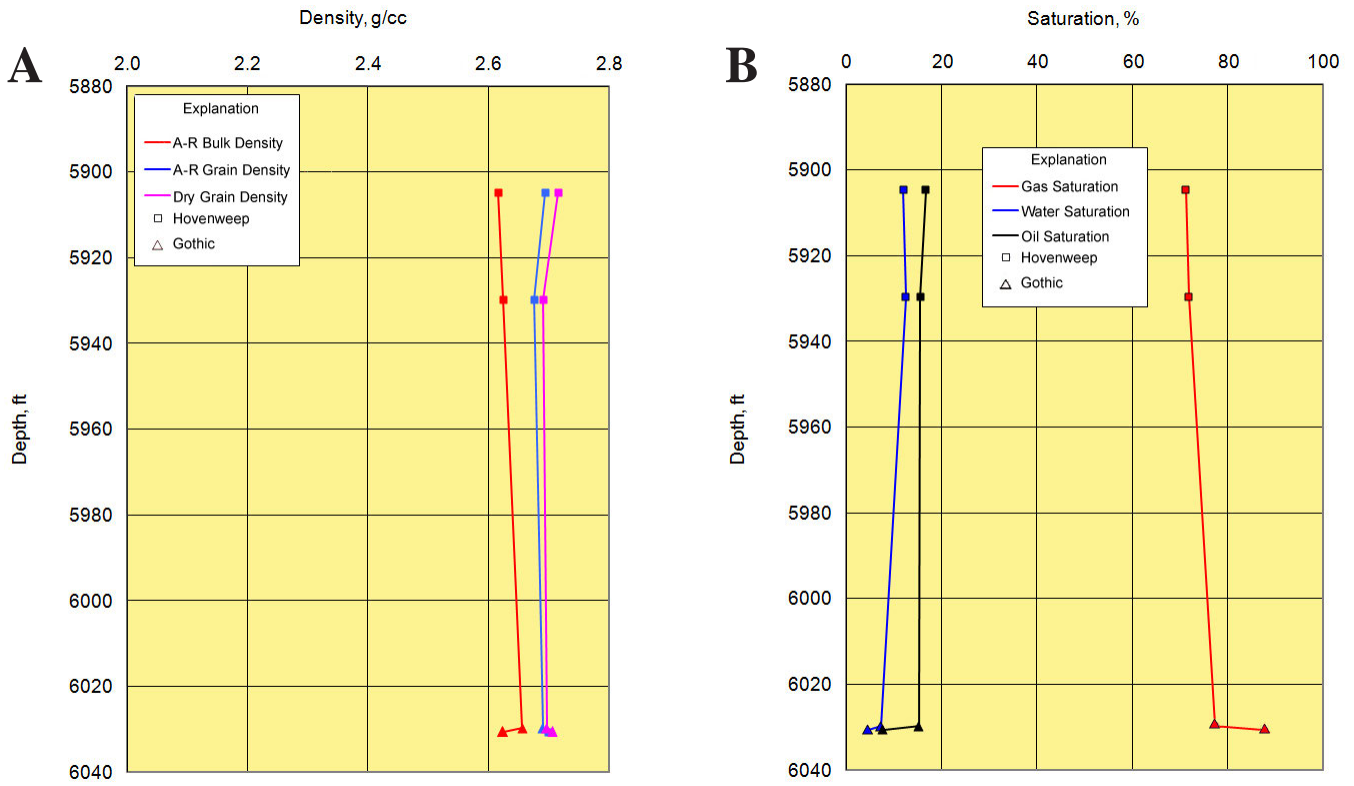 Density, g/cc
A
2.0 2.2 2.4 2.6 2.8
5880
5900
5920
5940
5960
5980
6000
6020
6040
Depth, ft
Explanation
A-R Bulk Density
A-R Grain Density
Dry Grain Density
Hovenweep
Gothic
Saturation, %
B
0 20 40 60 80 100
5880
5900
5920
5940
5960
5980
6000
6020
6040
Depth, ft
Explanation
Gas Saturation
Water Saturation
Oil Saturation
Hovenweep
Gothic